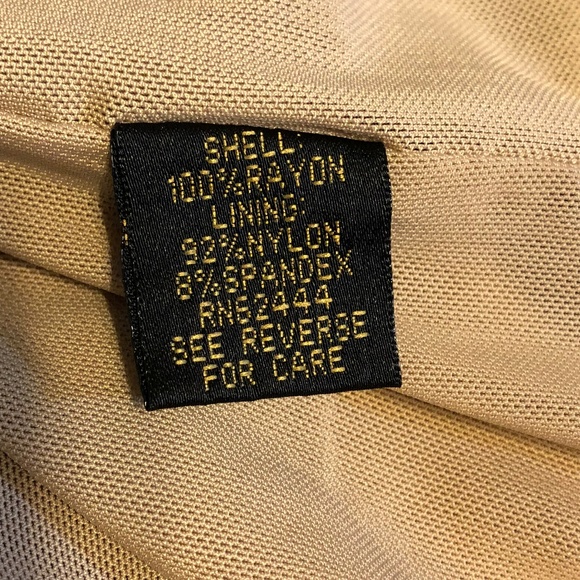 SHELL:
100%RAYON
LINING:
92%NYLON
8%SPANDEX
RN52444
SEE REVERSE
FOR CARE